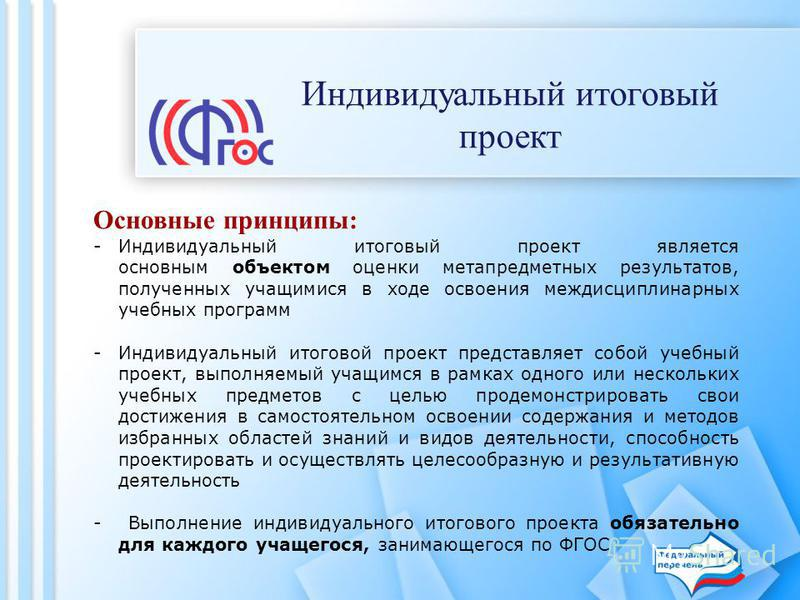 Индивидуальный итоговый
проект
ФГОС
Основные принципы:
- Индивидуальный итоговый проект является
основным объектом оценки метапредметных результатов,
полученных учащимися в ходе освоения междисциплинарных
учебных программ
- Индивидуальный итоговой проект представляет собой учебный
проект, выполняемый учащимся в рамках одного или нескольких
учебных предметов с целью продемонстрировать свои
достижения в самостоятельном освоении содержания и методов
избранных областей знаний и видов деятельности, способность
проектировать и осуществлять целесообразную и результативную
деятельность
- Выполнение индивидуального итогового проекта обязательно
для каждого учащегося, занимающегося по ФГОС
MyShared
Федеральный
перечень